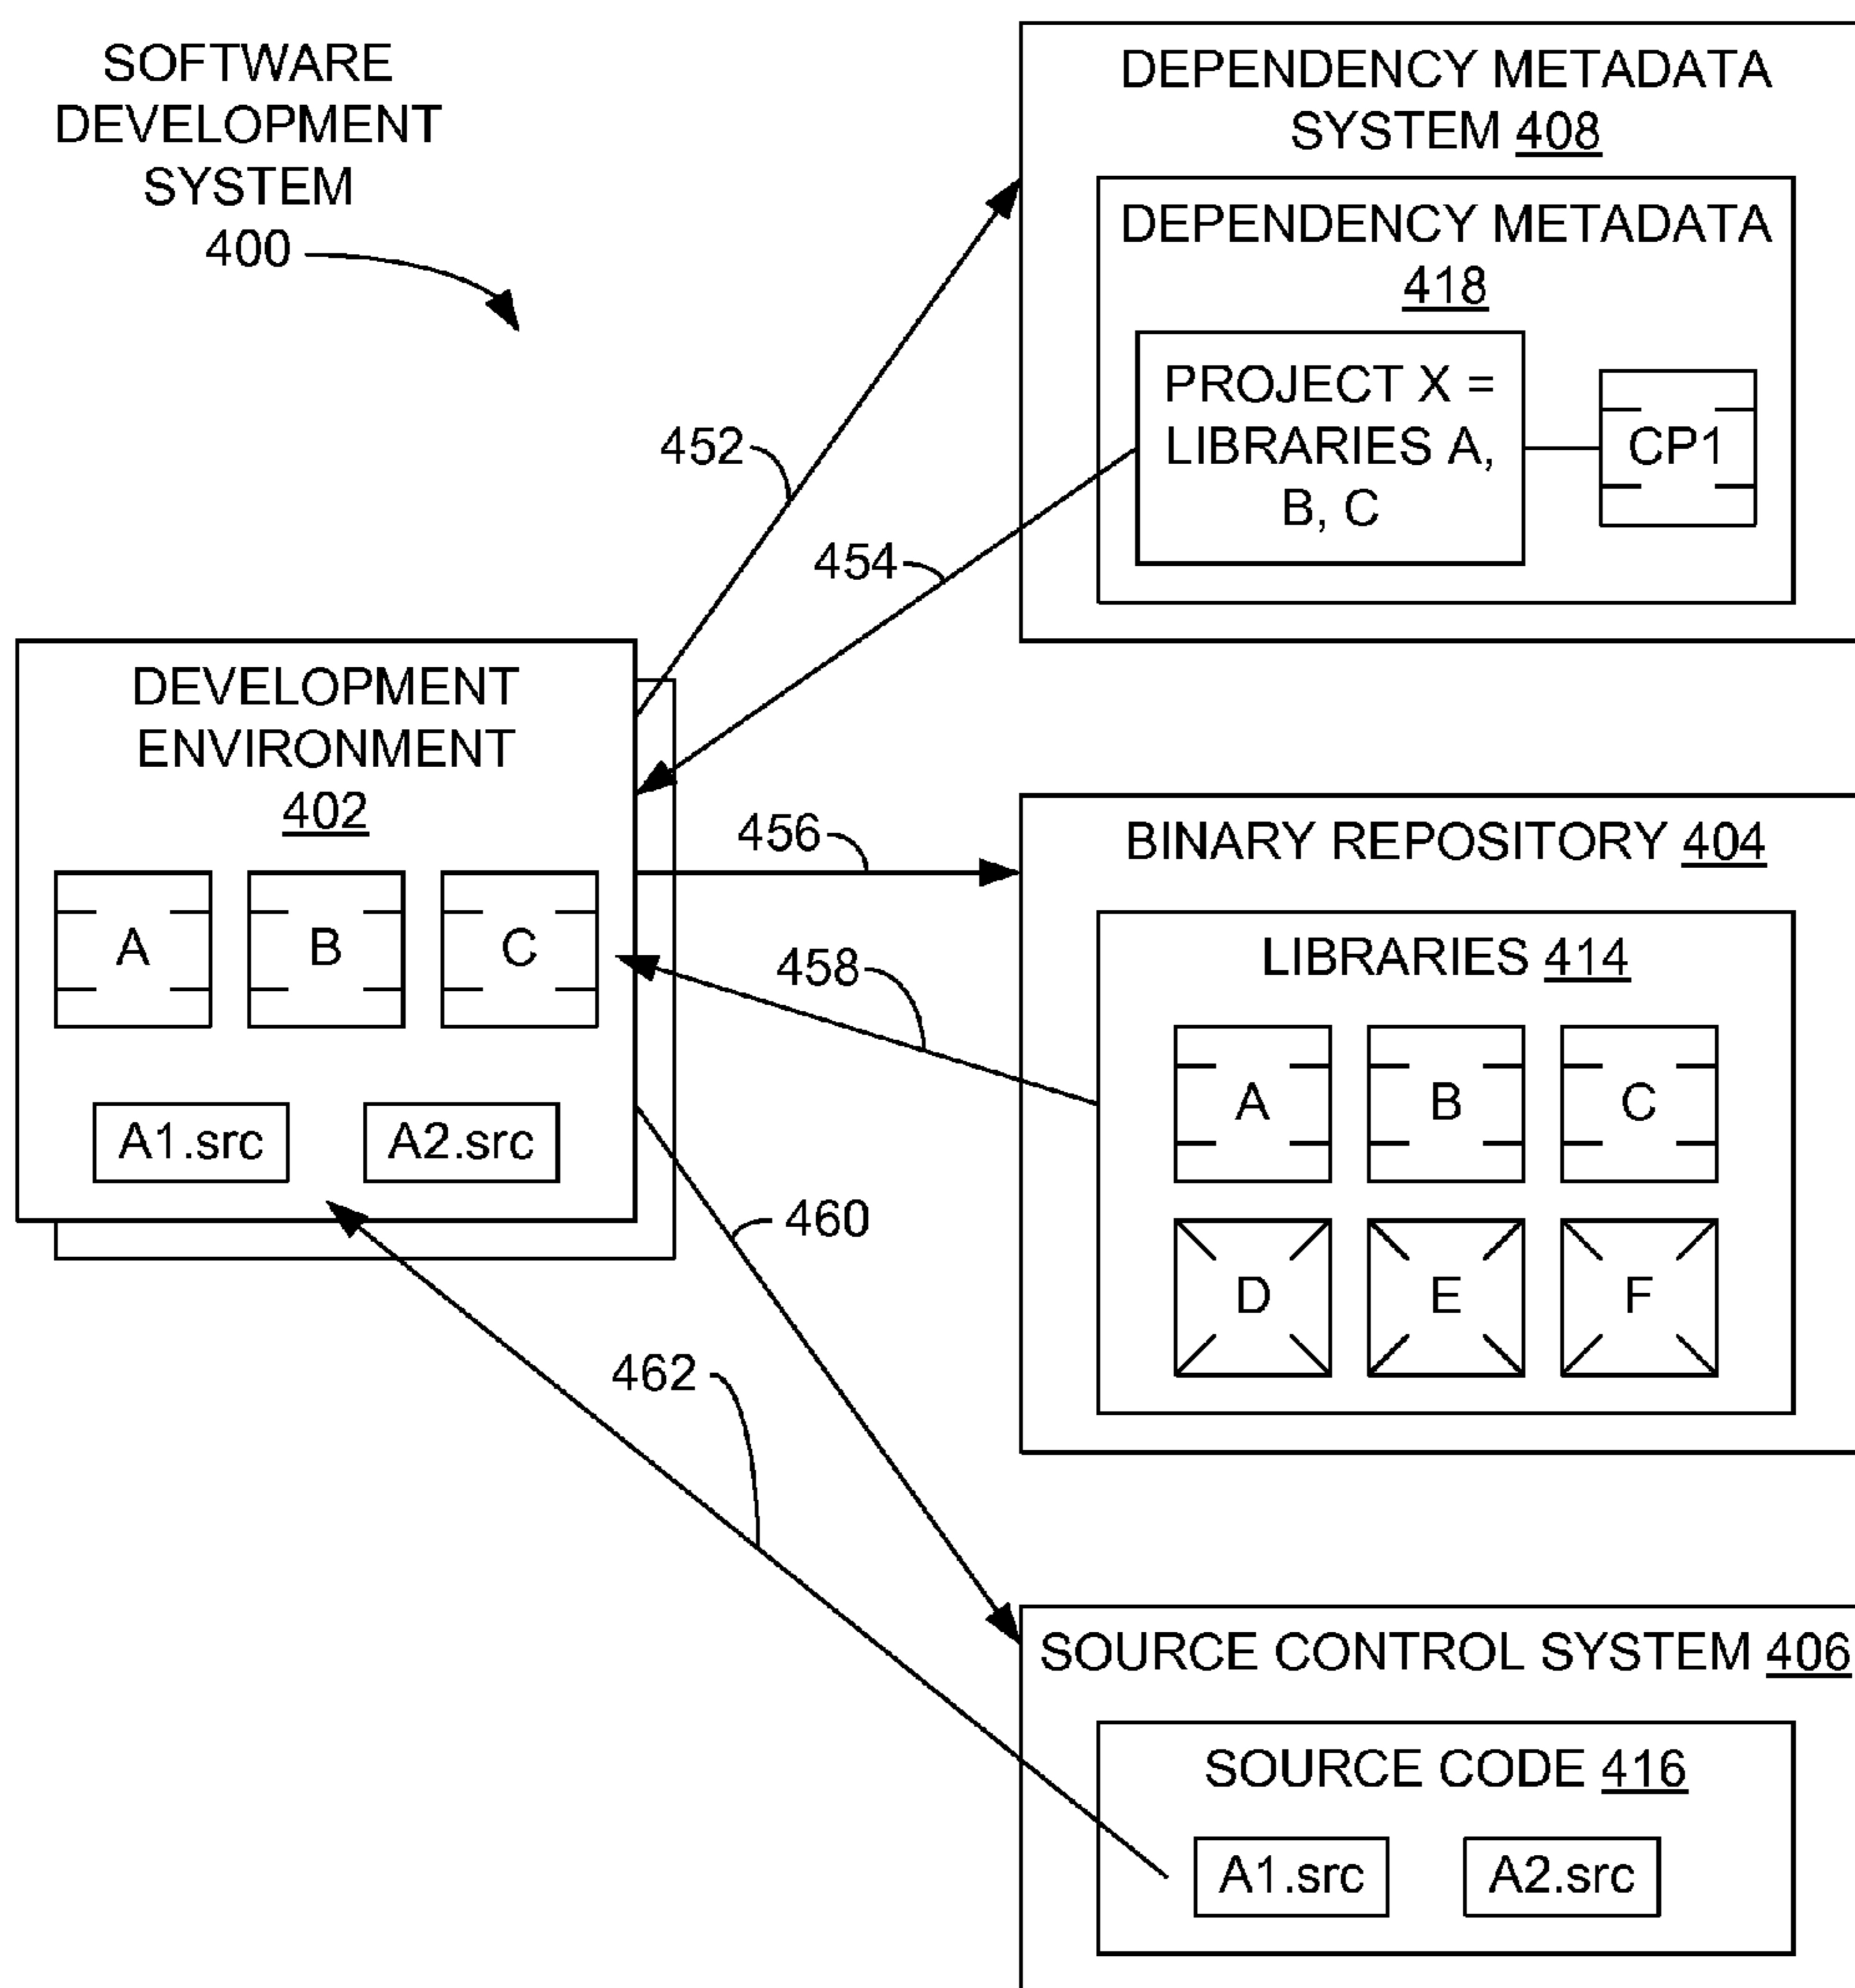 SOFTWARE
DEVELOPMENT
SYSTEM
400
DEPENDENCY METADATA
SYSTEM 408
DEPENDENCY METADATA
418
PROJECT X =
LIBRARIES A,
B, C
CP1
452
454
DEVELOPMENT
ENVIRONMENT
402
A B C
A1.src A2.src
456
458
BINARY REPOSITORY 404
LIBRARIES 414
A B C
D E F
460
462
SOURCE CONTROL SYSTEM 406
SOURCE CODE 416
A1.src A2.src